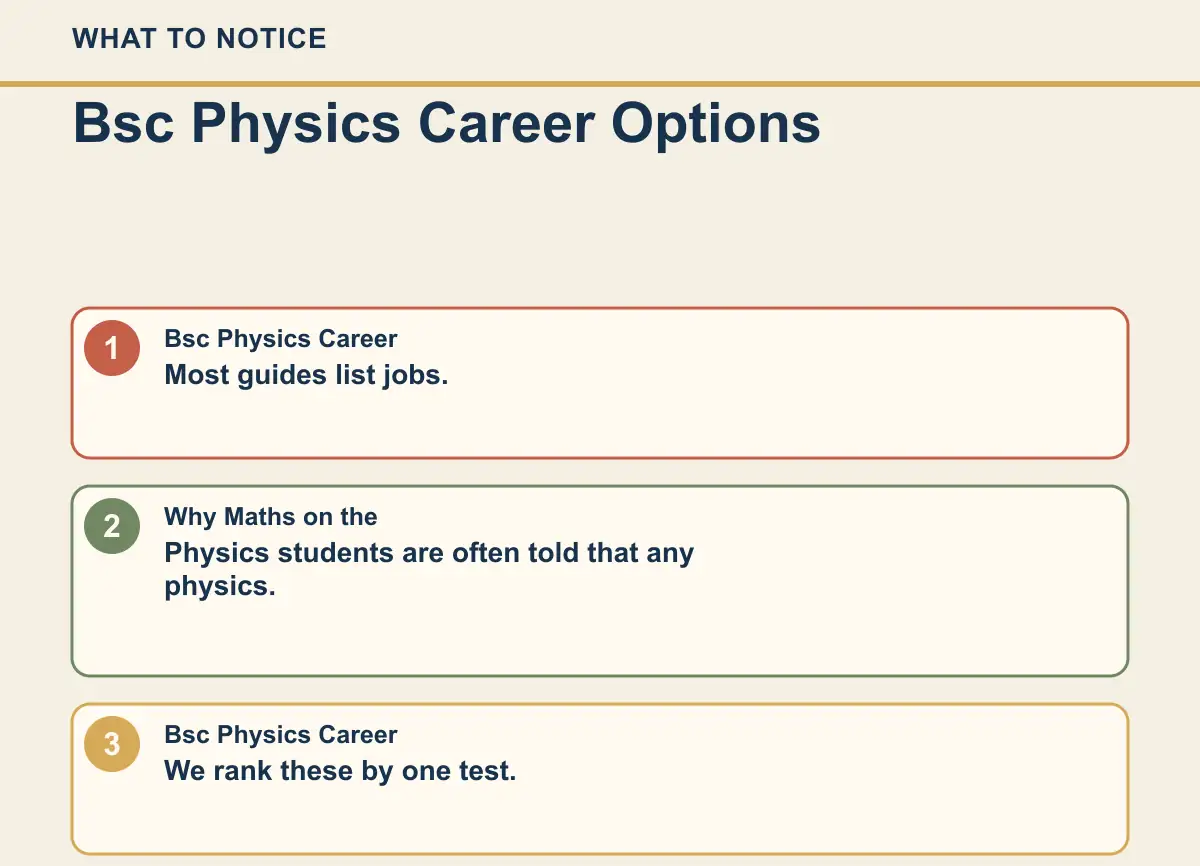 WHAT TO NOTICE
Bsc Physics Career Options
1
Bsc Physics Career
Most guides list jobs.
2
Why Maths on the
Physics students are often told that any
physics.
3
Bsc Physics Career
We rank these by one test.